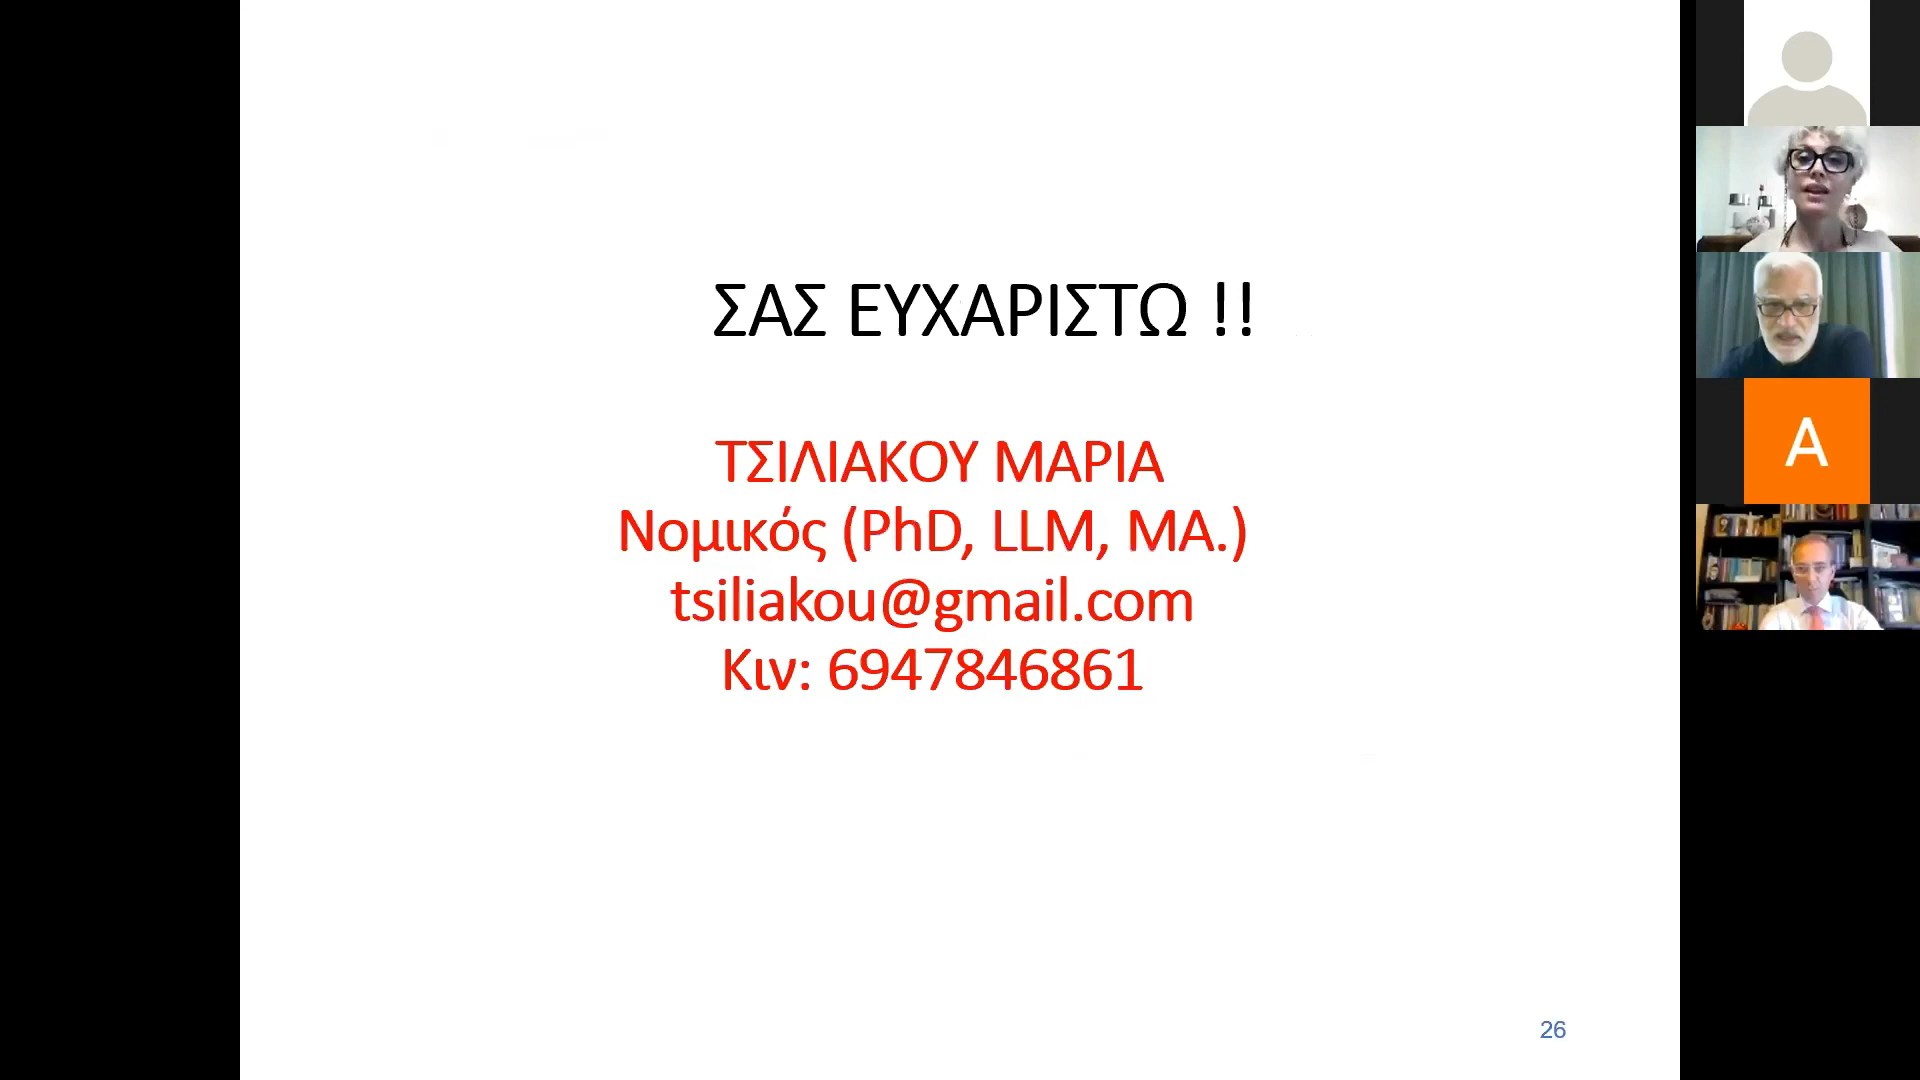 ΣΑΣ ΕΥΧΑΡΙΣΤΩ !!
ΤΣΙΛΙΑΚΟΥ ΜΑΡΙΑ
Νομικός (PhD, LLM, MA.)
tsiliakou@gmail.com
Κιν: 6947846861
26
A